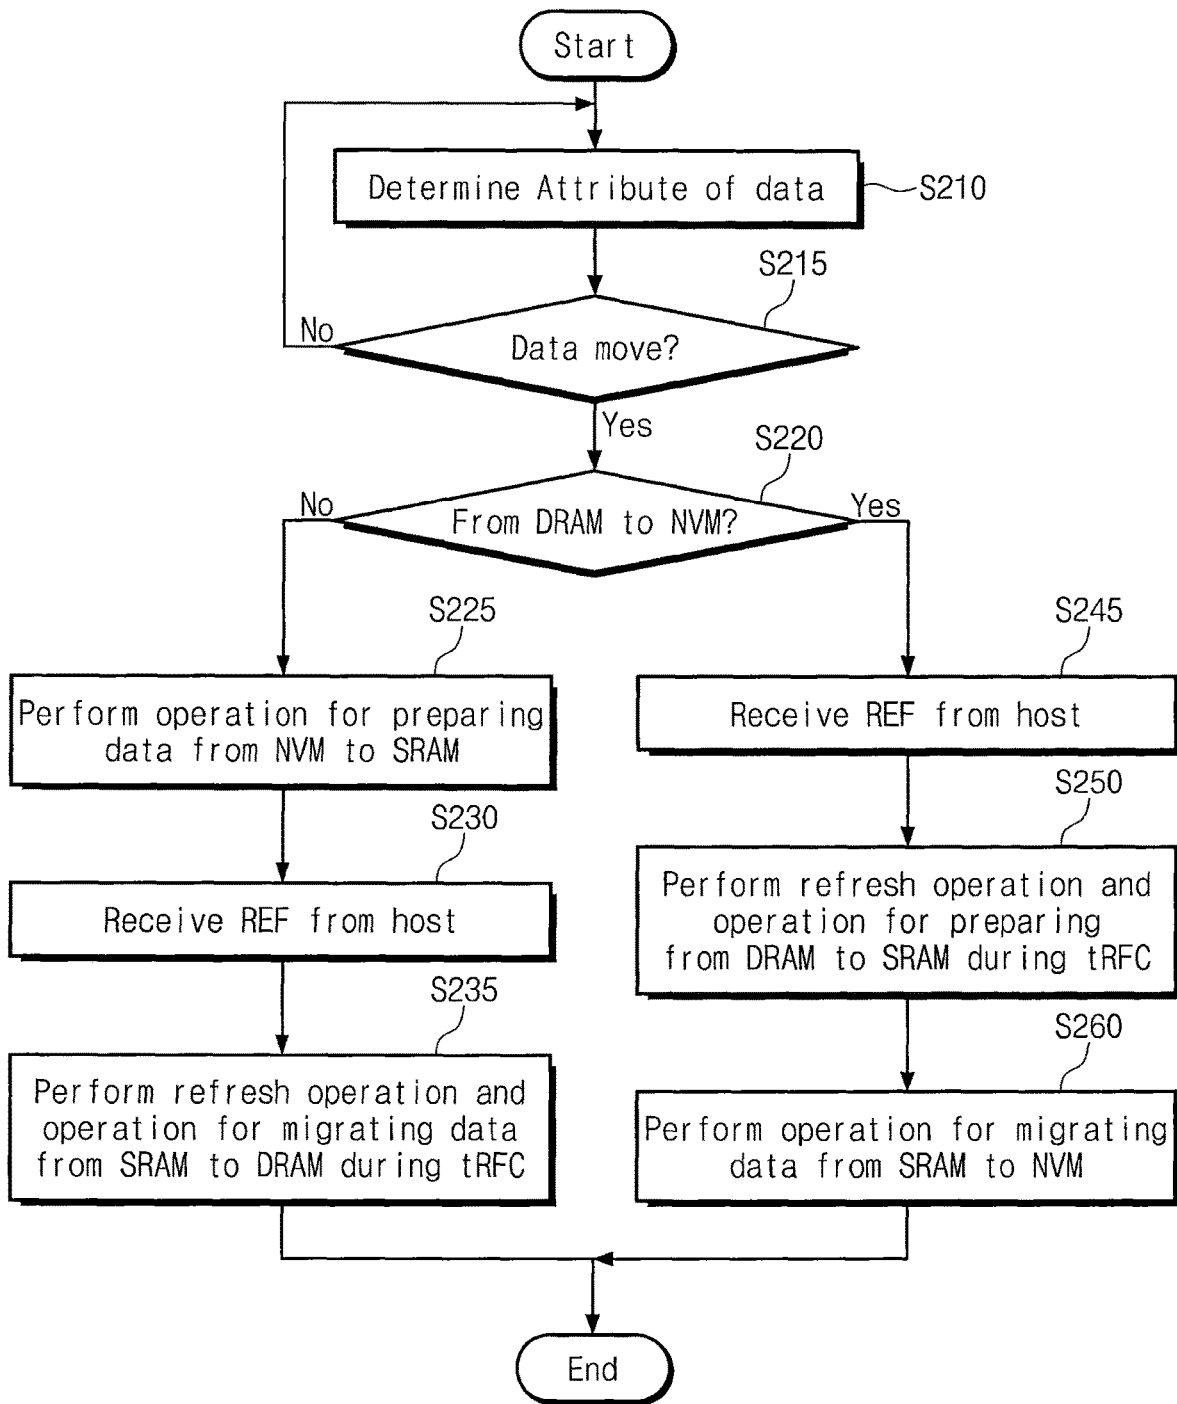 Start
Determine Attribute of data
S210
S215
No
Data move?
Yes
S220
No
From DRAM to NVM?
Yes
S225
Perform operation for preparing
data from NVM to SRAM
S230
Receive REF from host
S235
Perform refresh operation and
operation for migrating data
from SRAM to DRAM during tRFC
S245
Receive REF from host
S250
Perform refresh operation and
operation for preparing
from DRAM to SRAM during tRFC
S260
Perform operation for migrating
data from SRAM to NVM
End